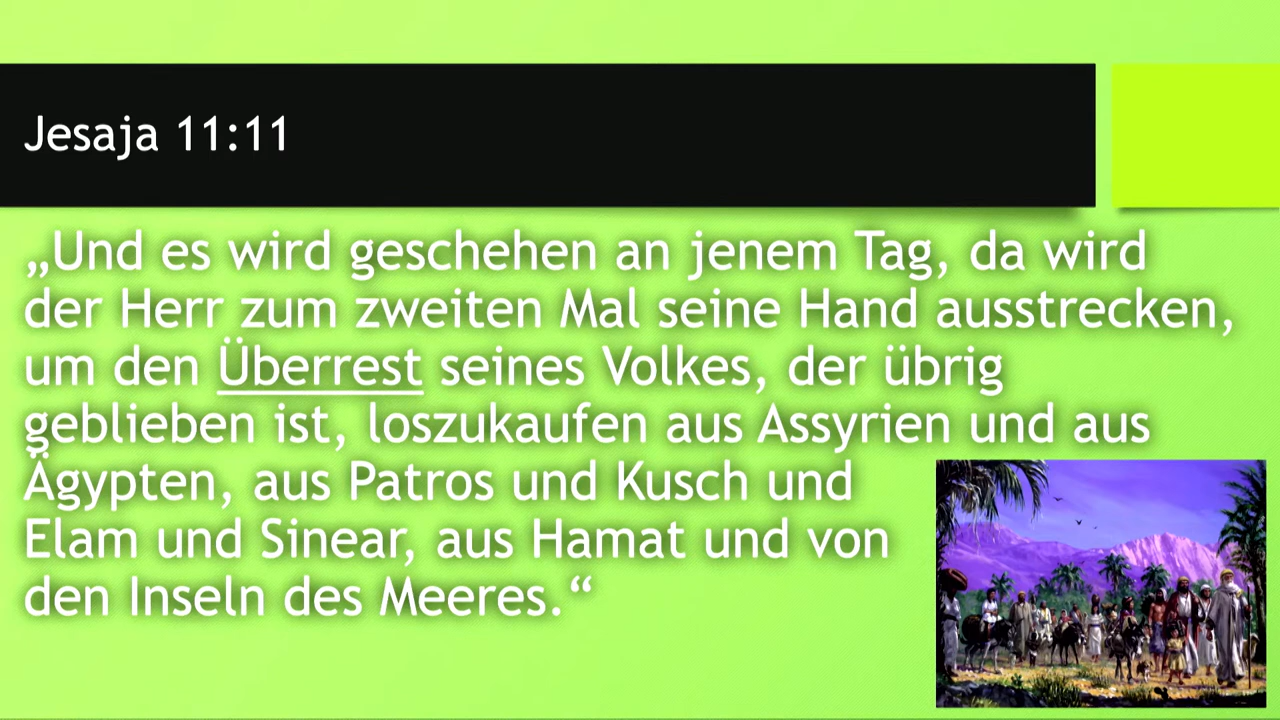 Jesaja 11:11
„Und es wird geschehen an jenem Tag, da wird
der Herr zum zweiten Mal seine Hand ausstrecken,
um den Überrest seines Volkes, der übrig
geblieben ist, loszukaufen aus Assyrien und aus
Ägypten, aus Patros und Kusch und
Elam und Sinear, aus Hamat und von
den Inseln des Meeres.“